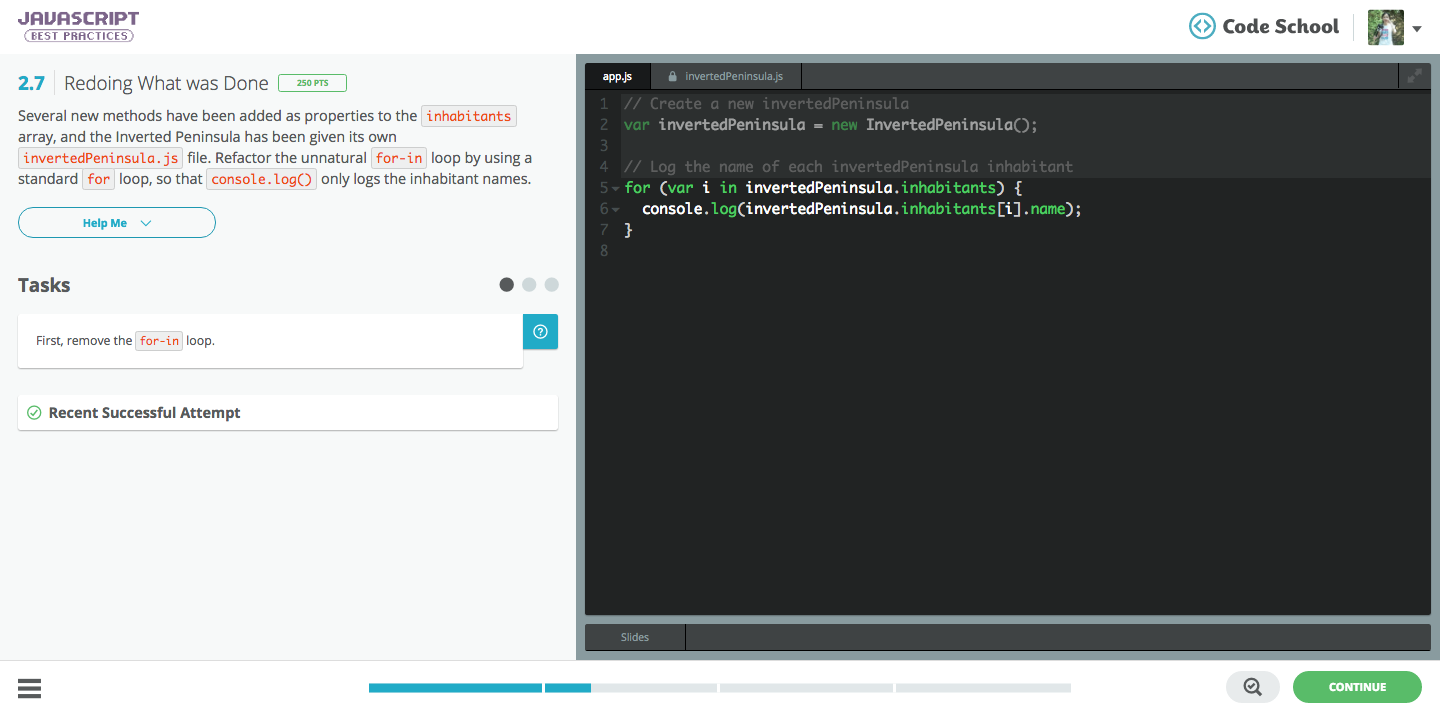 JAVASCRIPT
BEST PRACTICES
Code School
2.7 Redoing What was Done 250 PTS
Several new methods have been added as properties to the inhabitants
array, and the Inverted Peninsula has been given its own
invertedPeninsula.js file. Refactor the unnatural for-in loop by using a
standard for loop, so that console.log() only logs the inhabitant names.
Help Me
Tasks
First, remove the for-in loop.
Recent Successful Attempt
app.js invertedPeninsula.js
1 // Create a new invertedPeninsula
2 var invertedPeninsula = new InvertedPeninsula();
3
4 // Log the name of each invertedPeninsula inhabitant
5 for (var i in invertedPeninsula.inhabitants) {
6 console.log(invertedPeninsula.inhabitants[i].name);
7 }
8
Slides
CONTINUE